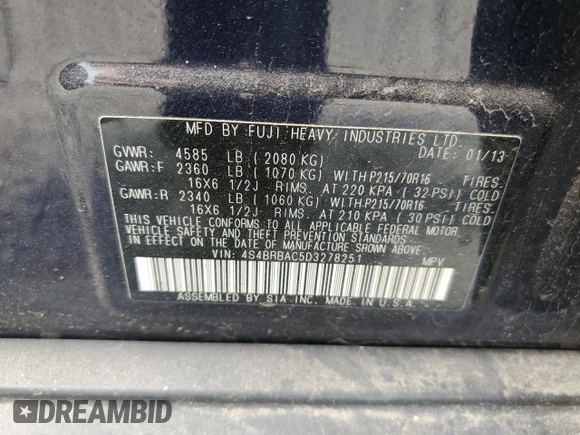 MFD BY FUJI HEAVY INDUSTRIES LTD.
GVWR: 4585 LB (2080 KG) DATE: 01/13
GAWR:F 2360 LB (1070 KG) WITH P215/70R16 TIRES.
16X6 1/2J RIMS. AT 220 KPA (32 PSI) COLD
GAWR:R 2340 LB (1060 KG) WITH P215/70R16 TIRES.
16X6 1/2J RIMS. AT 210 KPA (30 PSI) COLD
THIS VEHICLE CONFORMS TO ALL APPLICABLE FEDERAL MOTOR
VEHICLE SAFETY AND THEFT PREVENTION STANDARDS
IN EFFECT ON THE DATE OF MANUFACTURE SHOWN ABOVE.
VIN: 4S4BRBAC5D3278251 MPV
ASSEMBLED BY SIA INC. MADE IN U.S.A.
DREAMBID